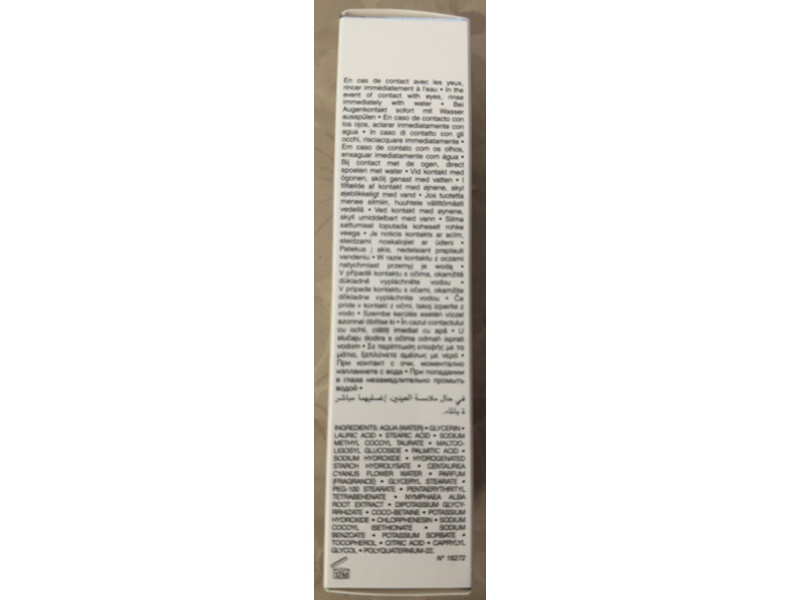 En cas de contact avec les yeux,
rincer immédiatement à l'eau • In the
event of contact with eyes, rinse
immediately with water • Bei
Augenkontakt sofort mit Wasser
ausspülen • En caso de contacto con
los ojos, aclarar inmediatamente con
agua • In caso di contatto con gli
occhi, risciacquare immediatamente •
Em caso de contato com os olhos,
enxaguar imediatamente com água •
Bij contact met de ogen, direct
spoelen met water • Vid kontakt med
ögonen, skölj genast med vatten • I
tilfælde af kontakt med øjnene, skyl
øjeblikkeligt med vand • Jos tuotetta
menee silmiin, huuhtele välittömästi
vedellä • Ved kontakt med øynene,
skyll umiddelbart med vann • Silma
sattumisel loputada koheselt rohke
veega • Ja noticis kontakts ar acīm,
steidzami noskalojiet ar ūdeni •
Patekus į akis, nedelsiant praplauti
vandeniu • W razie kontaktu z oczami
natychmiast przemyj je wodą •
V případě kontaktu s očima, okamžitě
důkladně vypláchněte vodou •
V prípade kontaktu s očami, okamžite
dôkladne vypláchnite vodou • Če
pride v kontakt z očmi, takoj izperite z
vodo • Szembe kerülés esetén vízzel
azonnal öblítse ki • În cazul contactului
cu ochii, clătiți imediat cu apă • U
slučaju dodira s očima odmah isprati
vodom • Σε περίπτωση επαφής με τα
μάτια, ξεπλύνετε αμέσως με νερό •
При контакт с очи, моментално
изплакнете с вода • При попадании
в глаза незамедлительно промыть
водой •
في حال ملامسة العينين، إغسليهما مباشر
ة بالماء.
INGREDIENTS: AQUA (WATER) • GLYCERIN •
LAURIC ACID • STEARIC ACID • SODIUM
METHYL COCOYL TAURATE • MALTOO-
LIGOSYL GLUCOSIDE • PALMITIC ACID •
SODIUM HYDROXIDE • HYDROGENATED
STARCH HYDROLYSATE • CENTAUREA
CYANUS FLOWER WATER • PARFUM
(FRAGRANCE) • GLYCERYL STEARATE •
PEG-100 STEARATE • PENTAERYTHRITYL
TETRABEHENATE • NYMPHAEA ALBA
ROOT EXTRACT • DIPOTASSIUM GLYCY-
RRHIZATE • COCO-BETAINE • POTASSIUM
HYDROXIDE • CHLORPHENESIN • SODIUM
COCOYL ISETHIONATE • SODIUM
BENZOATE • POTASSIUM SORBATE •
TOCOPHEROL • CITRIC ACID • CAPRYLYL
GLYCOL • POLYQUATERNIUM-22.
N° 16272
12M